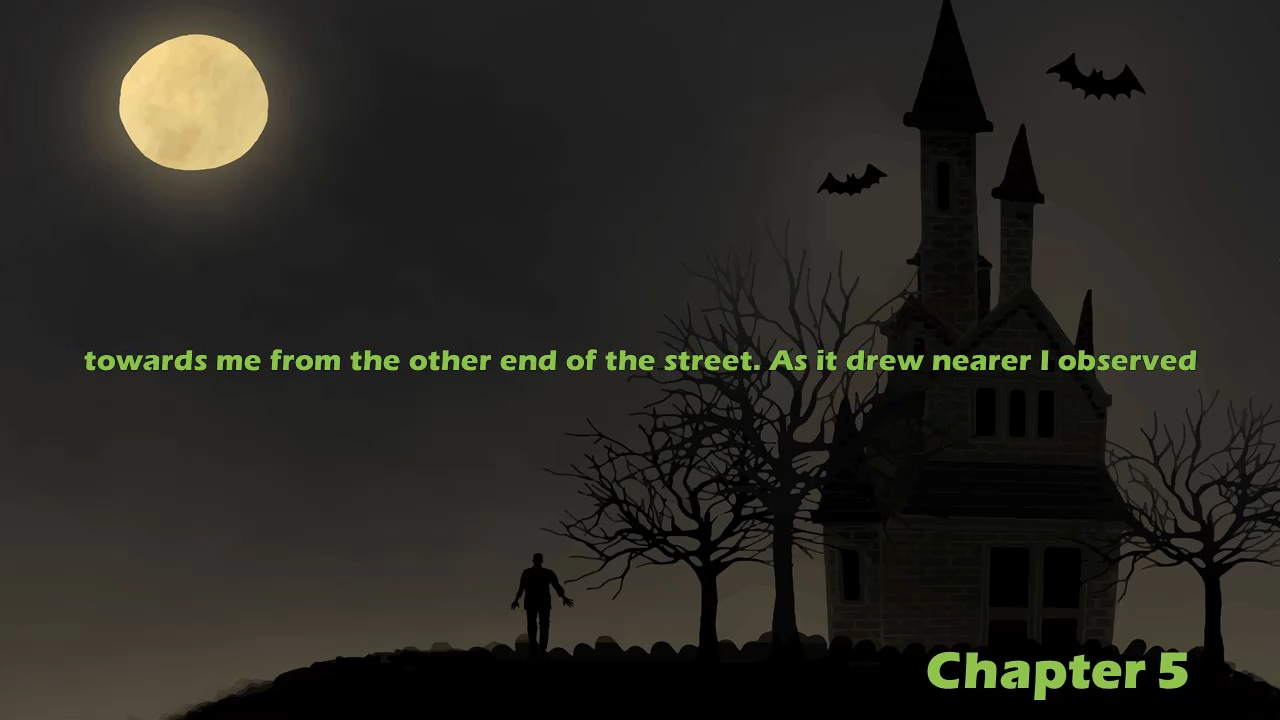 towards me from the other end of the street. As it drew nearer I observed
Chapter 5